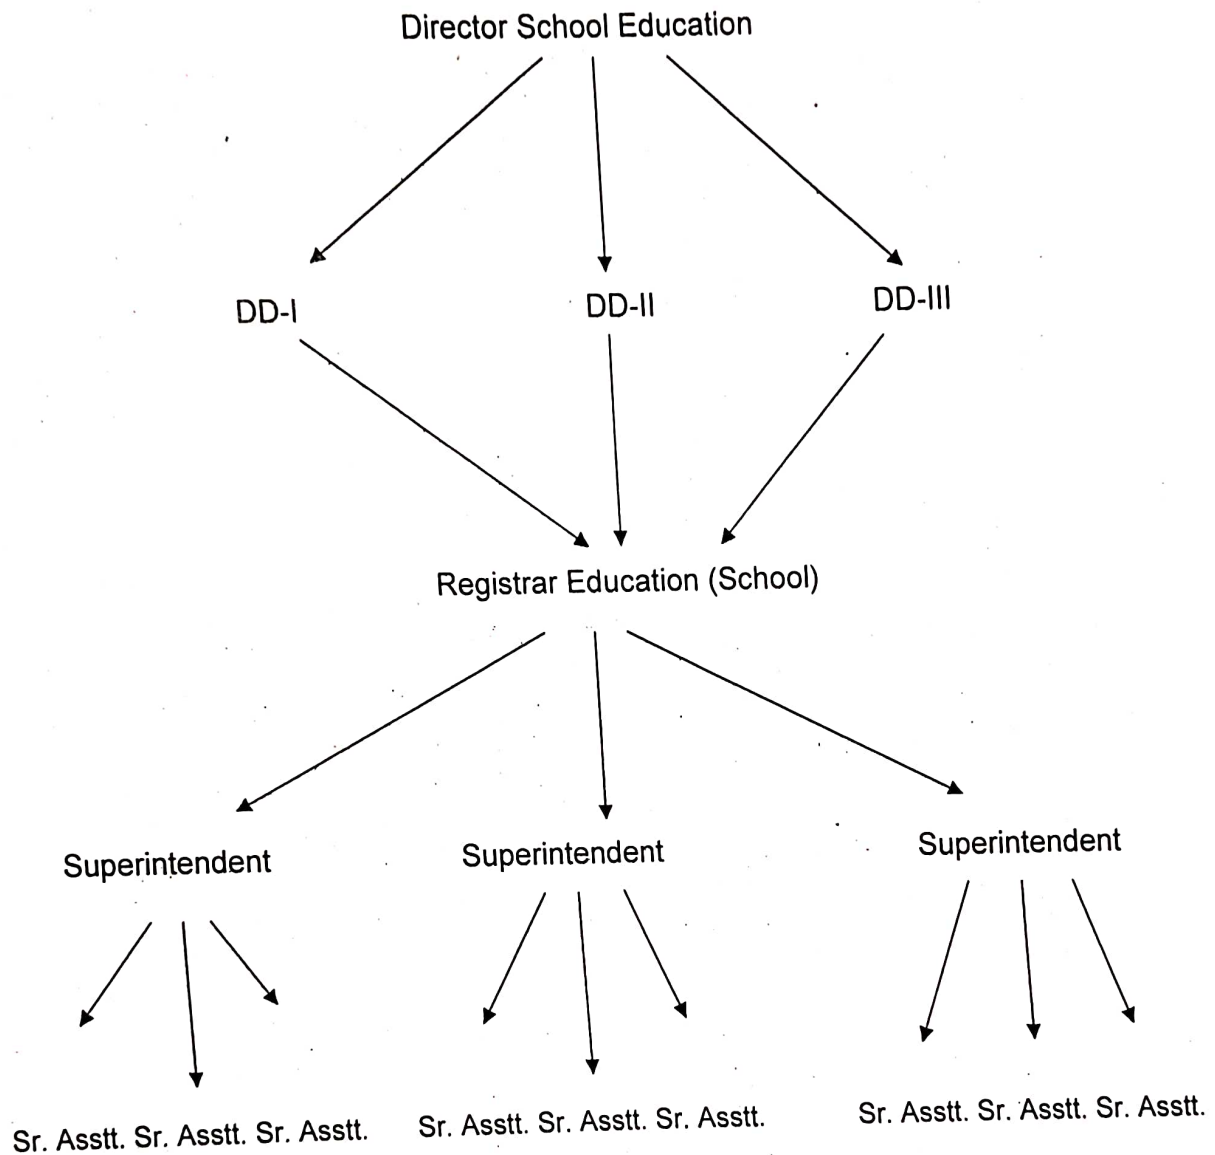 Director School Education
DD-I DD-II DD-III
Registrar Education (School)
Superintendent Superintendent Superintendent
Sr. Asstt. Sr. Asstt. Sr. Asstt. Sr. Asstt. Sr. Asstt. Sr. Asstt. Sr. Asstt. Sr. Asstt. Sr. Asstt.